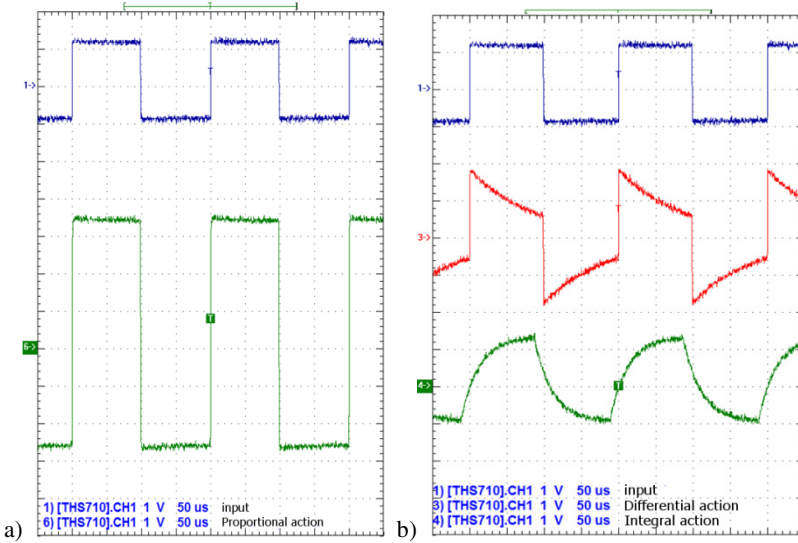 T
1->
T
T
6->
1) [THS710].CH1 1 V 50 us input
6) [THS710].CH1 1 V 50 us Proportional action
a)
T
1->
T
3->
T
4->
T
1) [THS710].CH1 1 V 50 us input
3) [THS710].CH1 1 V 50 us Differential action
4) [THS710].CH1 1 V 50 us Integral action
b)